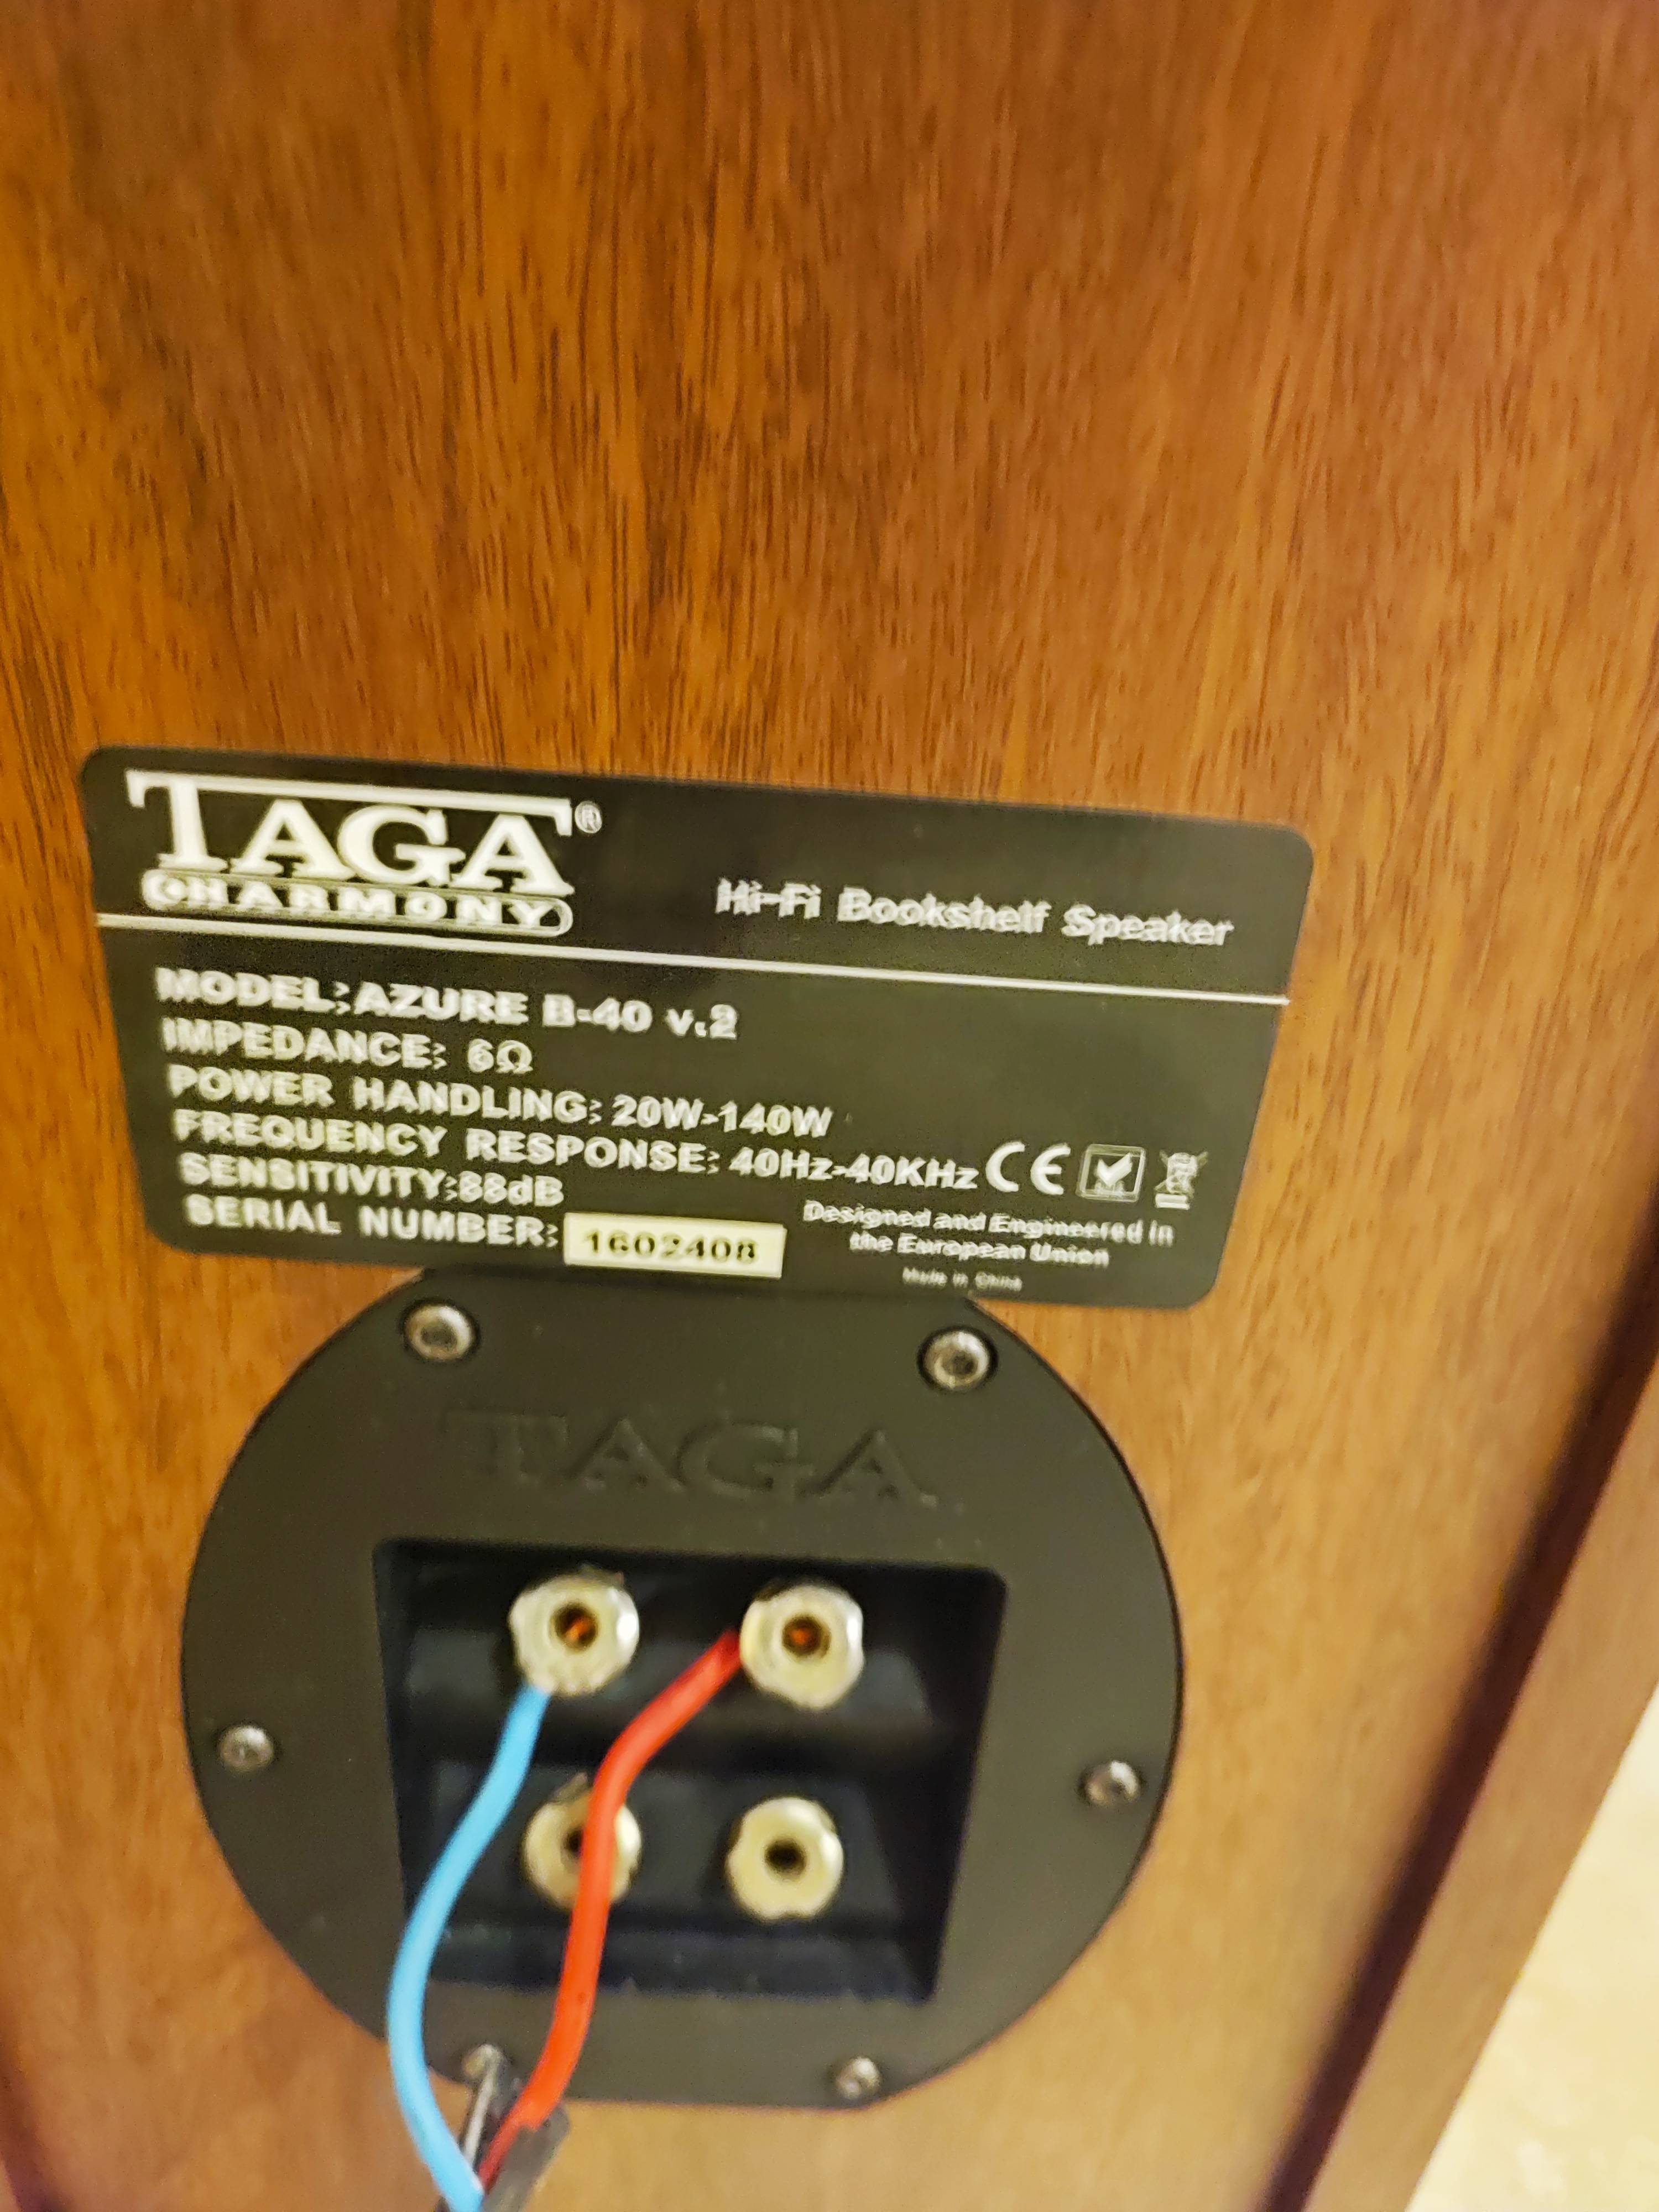 TAGA®
HARMONY
Hi-Fi Bookshelf Speaker
MODEL: AZURE B-40 v.2
IMPEDANCE: 6Ω
POWER HANDLING: 20W-140W
FREQUENCY RESPONSE: 40Hz-40KHz CE
SENSITIVITY: 88dB
SERIAL NUMBER: 1602408
Designed and Engineered in
the European Union
Made in China
TAGA